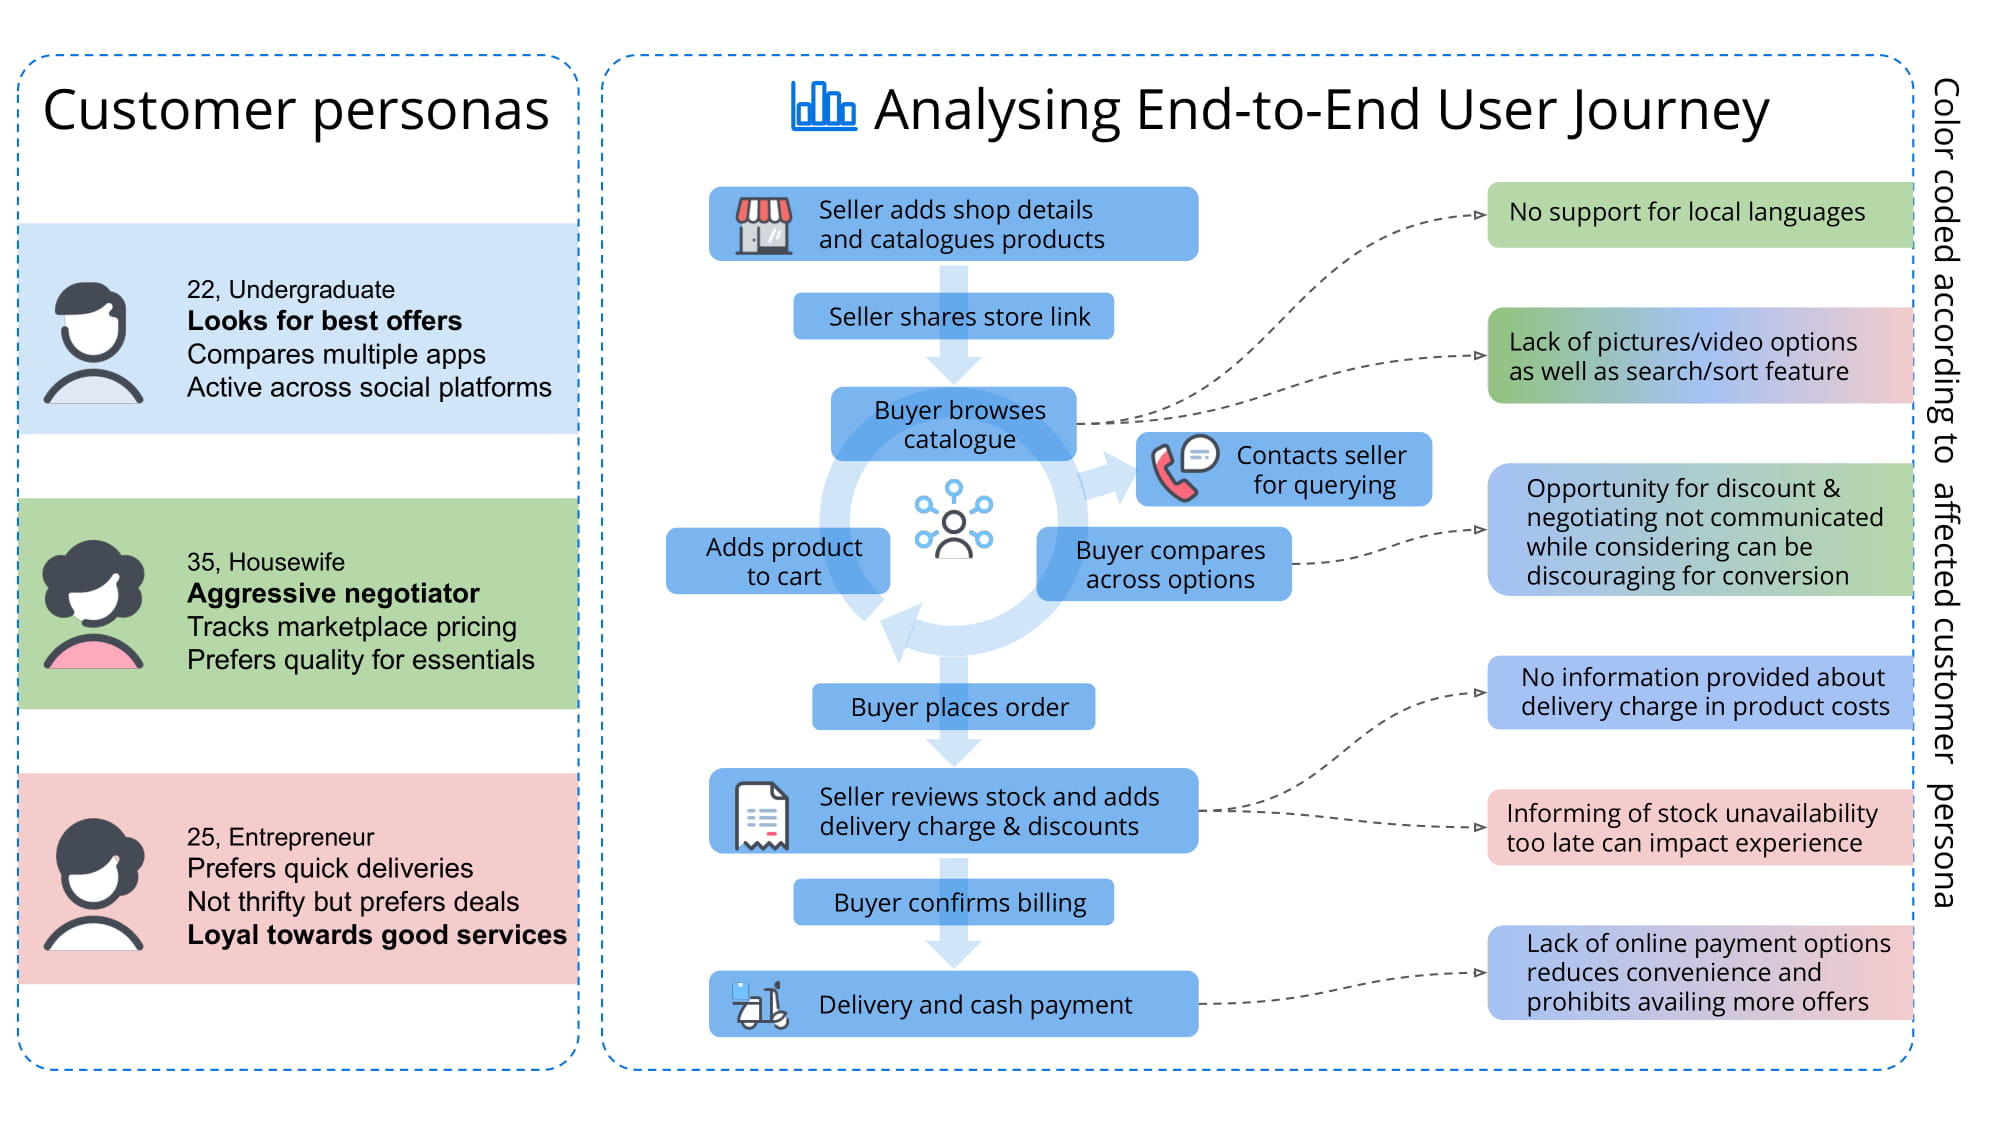 Customer personas
22, Undergraduate
Looks for best offers
Compares multiple apps
Active across social platforms
35, Housewife
Aggressive negotiator
Tracks marketplace pricing
Prefers quality for essentials
25, Entrepreneur
Prefers quick deliveries
Not thrifty but prefers deals
Loyal towards good services
Analysing End-to-End User Journey
Seller adds shop details
and catalogues products
Seller shares store link
Buyer browses
catalogue
Contacts seller
for querying
Buyer compares
across options
Adds product
to cart
Buyer places order
Seller reviews stock and adds
delivery charge & discounts
Buyer confirms billing
Delivery and cash payment
No support for local languages
Lack of pictures/video options
as well as search/sort feature
Opportunity for discount &
negotiating not communicated
while considering can be
discouraging for conversion
No information provided about
delivery charge in product costs
Informing of stock unavailability
too late can impact experience
Lack of online payment options
reduces convenience and
prohibits availing more offers
Color coded according to affected customer persona